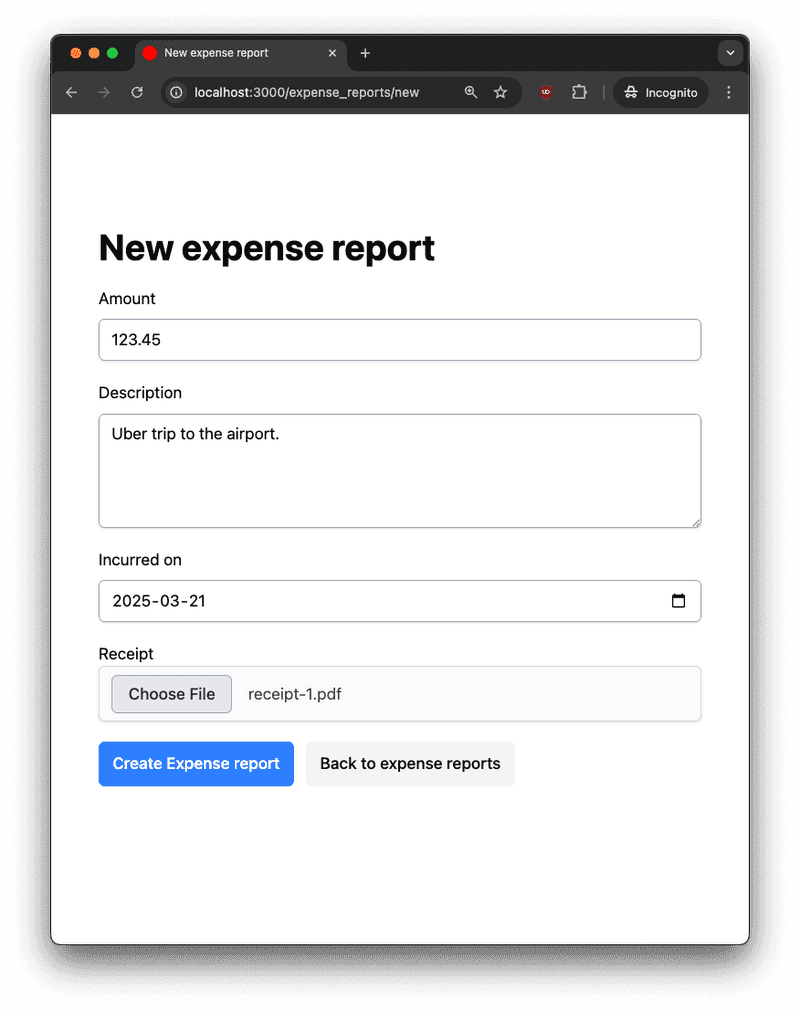 New expense report
localhost:3000/expense_reports/new
Incognito
New expense report
Amount
123.45
Description
Uber trip to the airport.
Incurred on
2025-03-21
Receipt
Choose File receipt-1.pdf
Create Expense report Back to expense reports